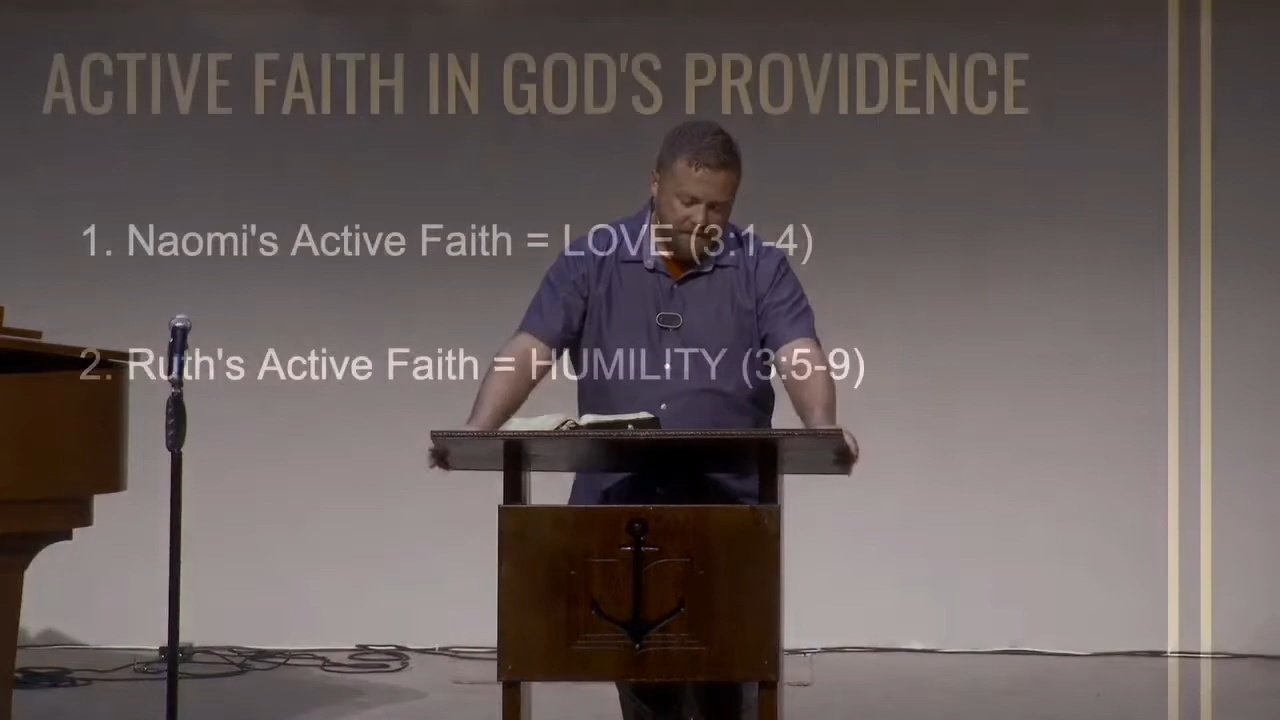 ACTIVE FAITH IN GOD'S PROVIDENCE
1. Naomi's Active Faith = LOVE (3:1-4)
2. Ruth's Active Faith = HUMILITY (3:5-9)